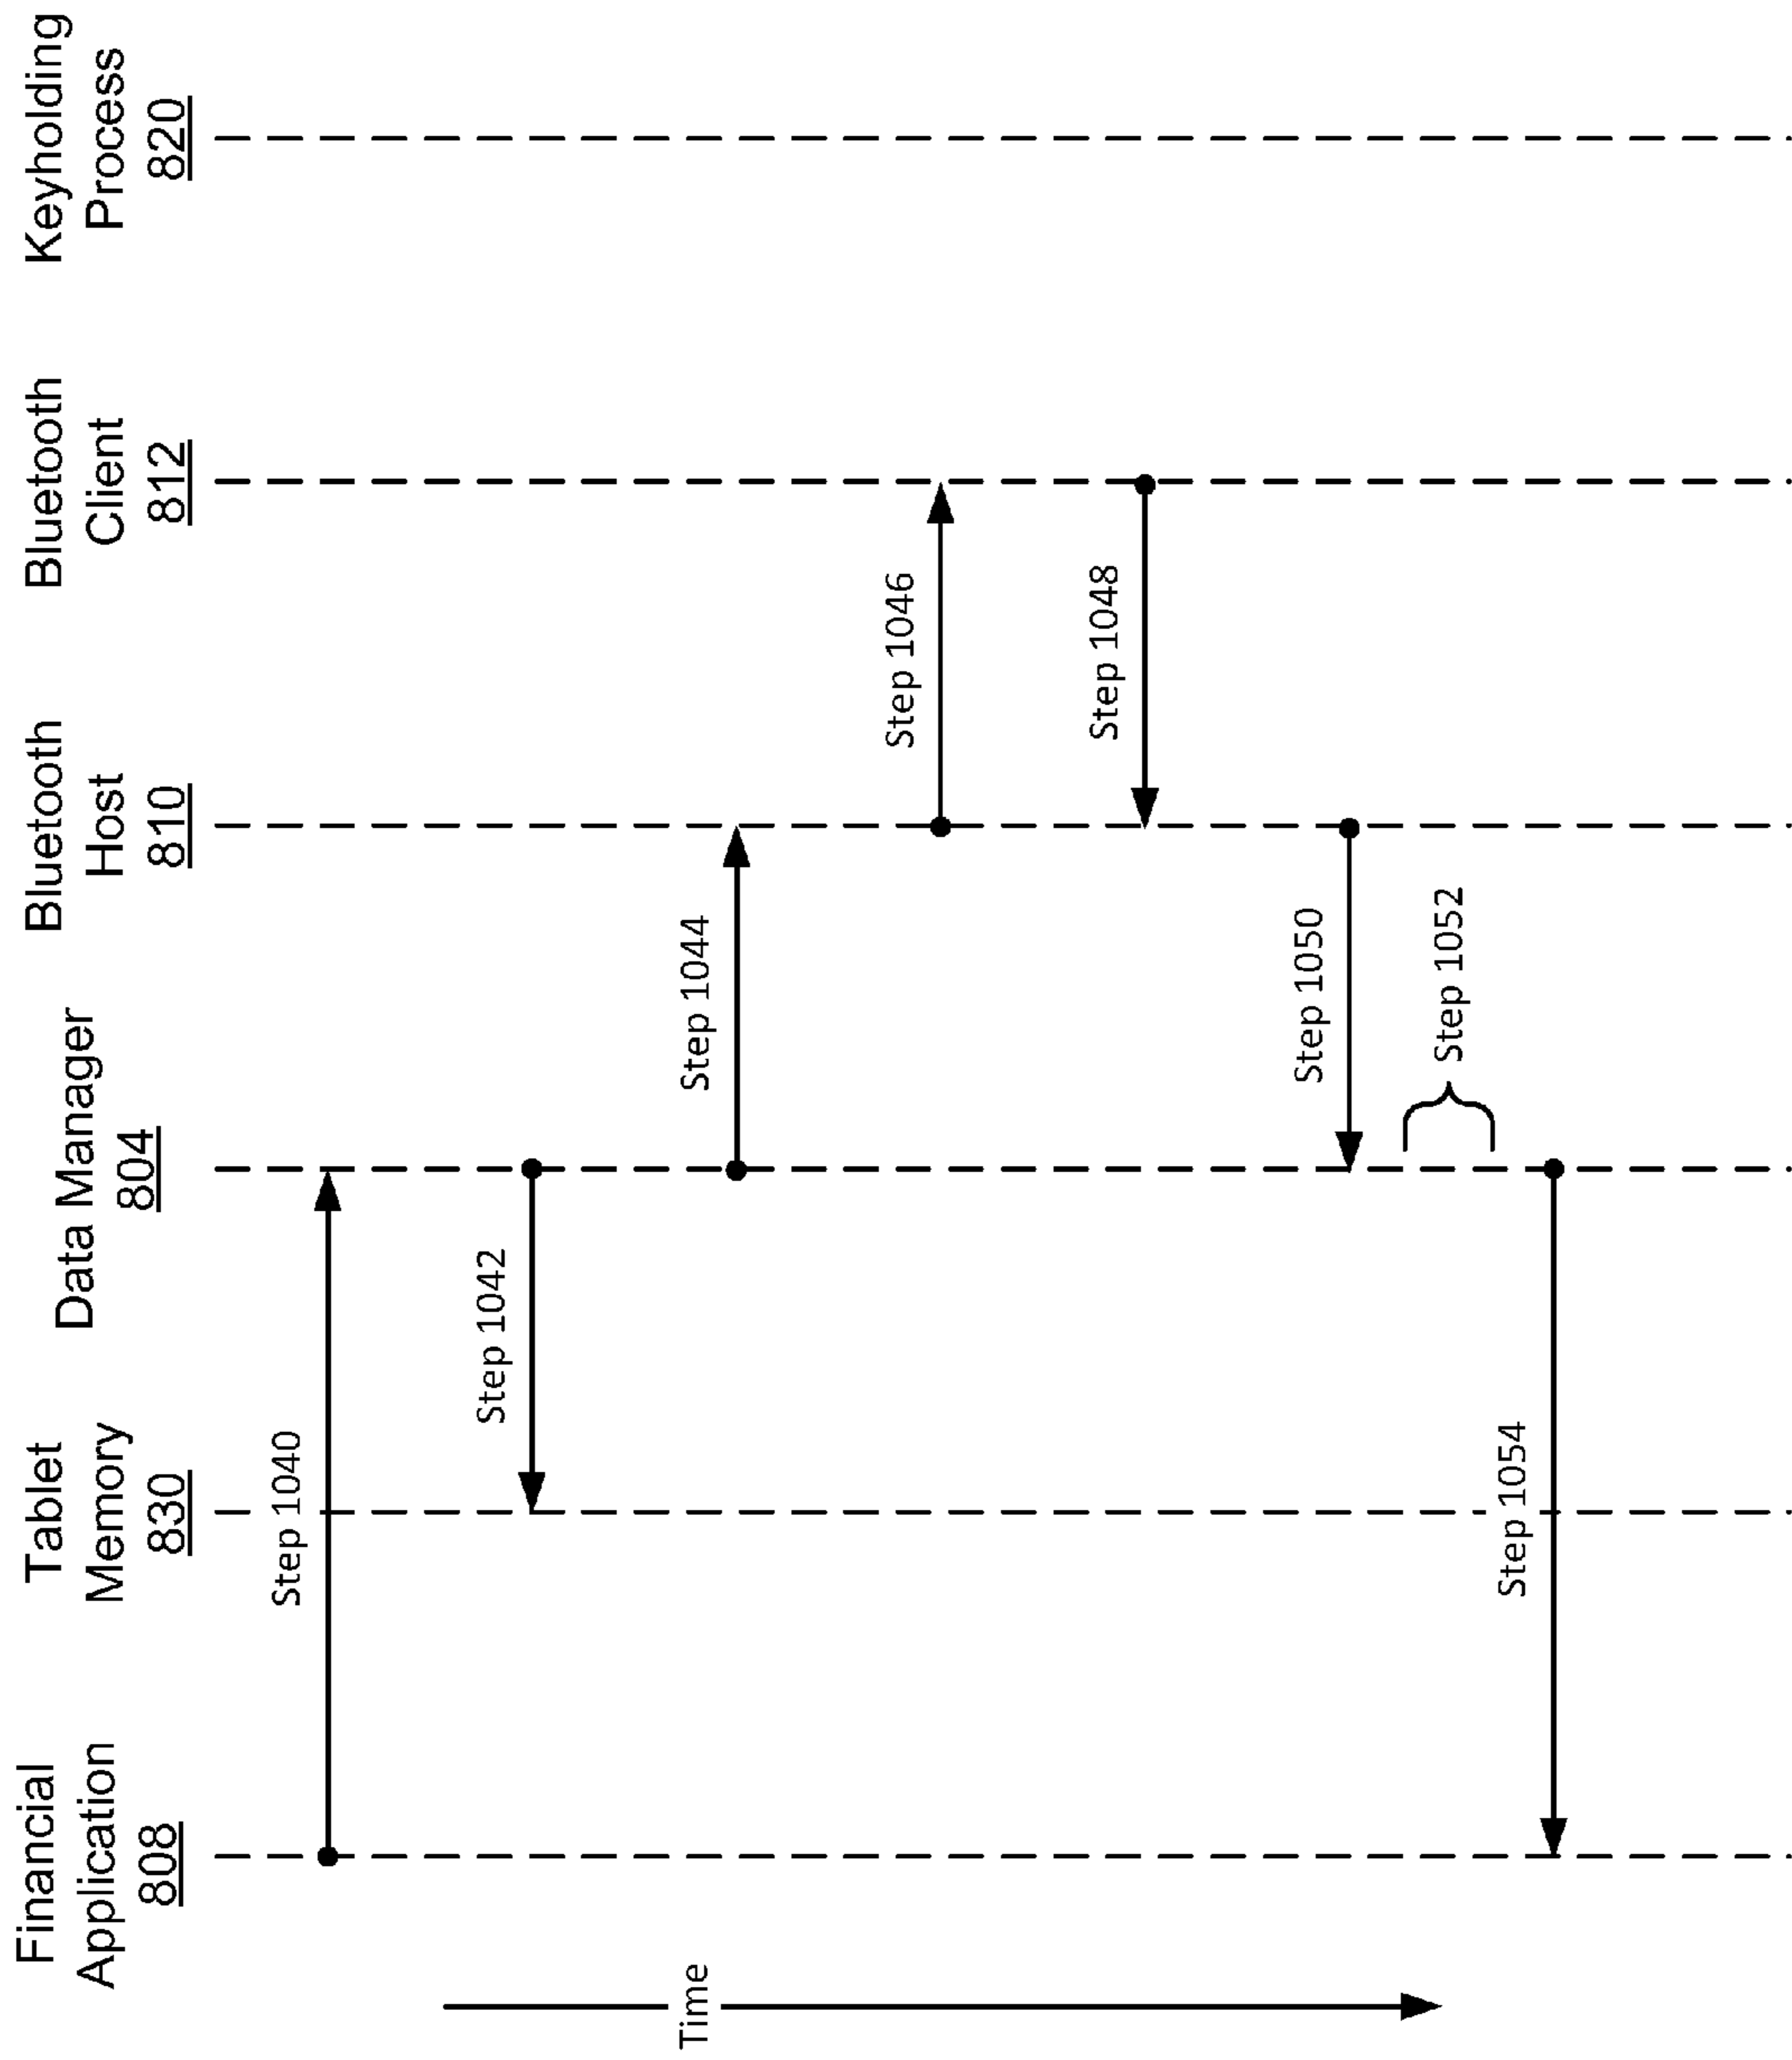 Financial
Application
808
Tablet
Memory
830
Data Manager
804
Bluetooth
Host
810
Bluetooth
Client
812
Keyholding
Process
820
Time
Step 1040
Step 1042
Step 1044
Step 1046
Step 1048
Step 1050
Step 1052
Step 1054